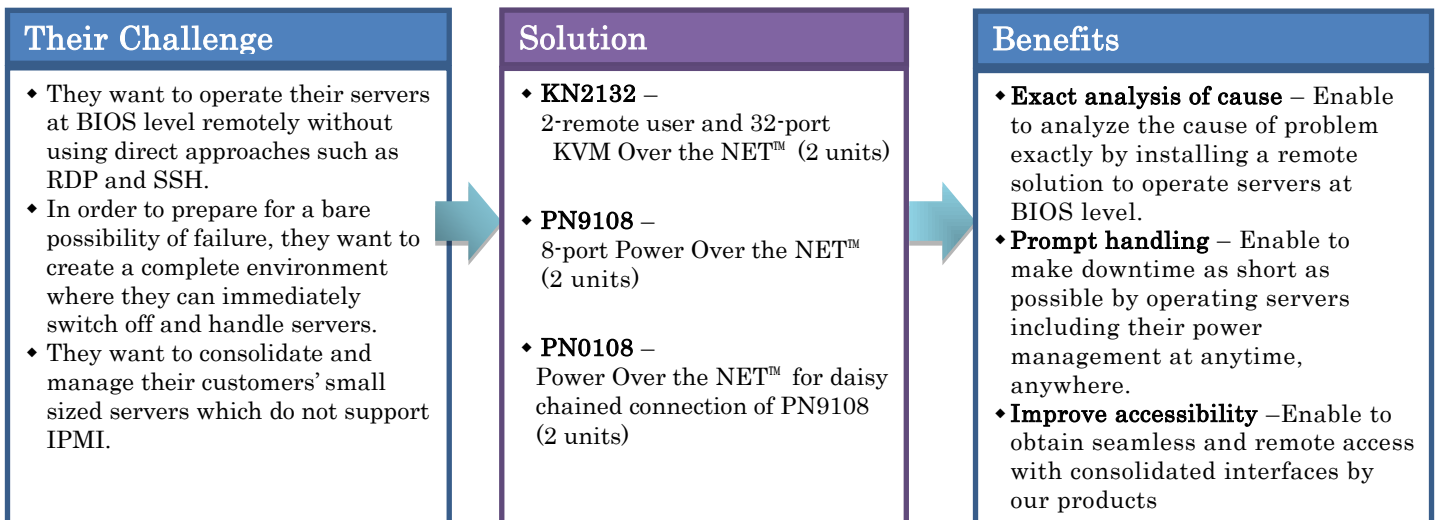 Their Challenge
◆ They want to operate their servers
at BIOS level remotely without
using direct approaches such as
RDP and SSH.
◆ In order to prepare for a bare
possibility of failure, they want to
create a complete environment
where they can immediately
switch off and handle servers.
◆ They want to consolidate and
manage their customers’ small
sized servers which do not support
IPMI.
Solution
◆ KN2132 –
2-remote user and 32-port
KVM Over the NET™ (2 units)
◆ PN9108 –
8-port Power Over the NET™
(2 units)
◆ PN0108 –
Power Over the NET™ for daisy
chained connection of PN9108
(2 units)
Benefits
◆ Exact analysis of cause – Enable
to analyze the cause of problem
exactly by installing a remote
solution to operate servers at
BIOS level.
◆ Prompt handling – Enable to
make downtime as short as
possible by operating servers
including their power
management at anytime,
anywhere.
◆ Improve accessibility –Enable to
obtain seamless and remote access
with consolidated interfaces by
our products